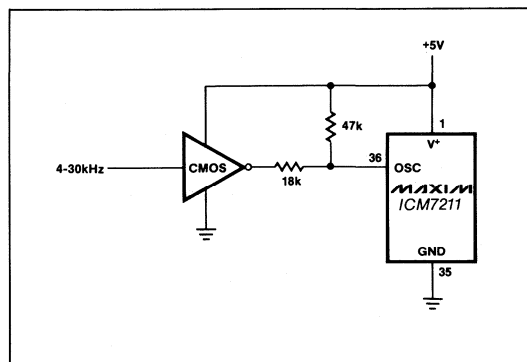 +5V
47k
1
V+
4-30kHz
CMOS
18k
36
OSC
MAXIM
ICM7211
GND
35